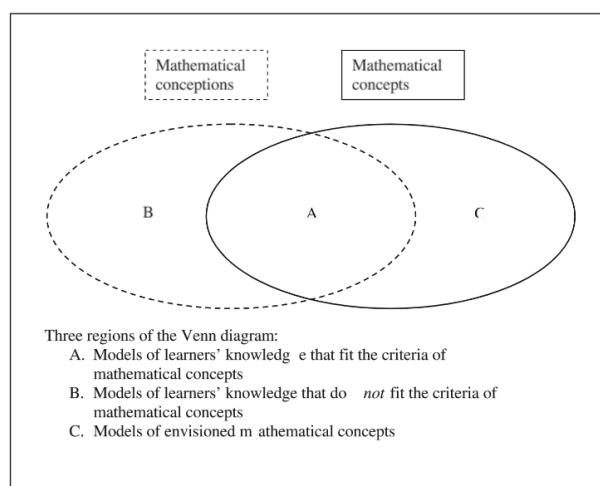 Mathematical conceptions
Mathematical concepts
B
A
C
Three regions of the Venn diagram:
A. Models of learners' knowledg e that fit the criteria of
mathematical concepts
B. Models of learners' knowledge that do not fit the criteria of
mathematical concepts
C. Models of envisioned m athematical concepts